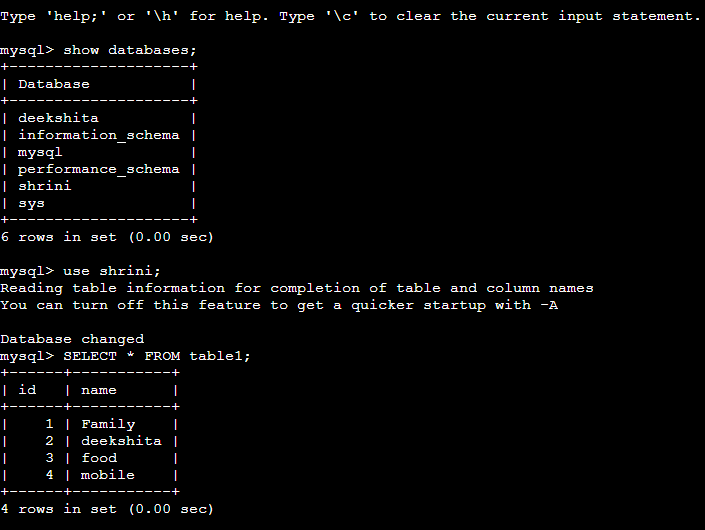 Type 'help;' or '\h' for help. Type '\c' to clear the current input statement.
mysql> show databases;
+--------------------+
| Database           |
+--------------------+
| deekshita          |
| information_schema |
| mysql              |
| performance_schema |
| shrini             |
| sys                |
+--------------------+
6 rows in set (0.00 sec)
mysql> use shrini;
Reading table information for completion of table and column names
You can turn off this feature to get a quicker startup with -A
Database changed
mysql> SELECT * FROM table1;
+------+-----------+
| id   | name      |
+------+-----------+
|    1 | Family    |
|    2 | deekshita |
|    3 | food      |
|    4 | mobile    |
+------+-----------+
4 rows in set (0.00 sec)